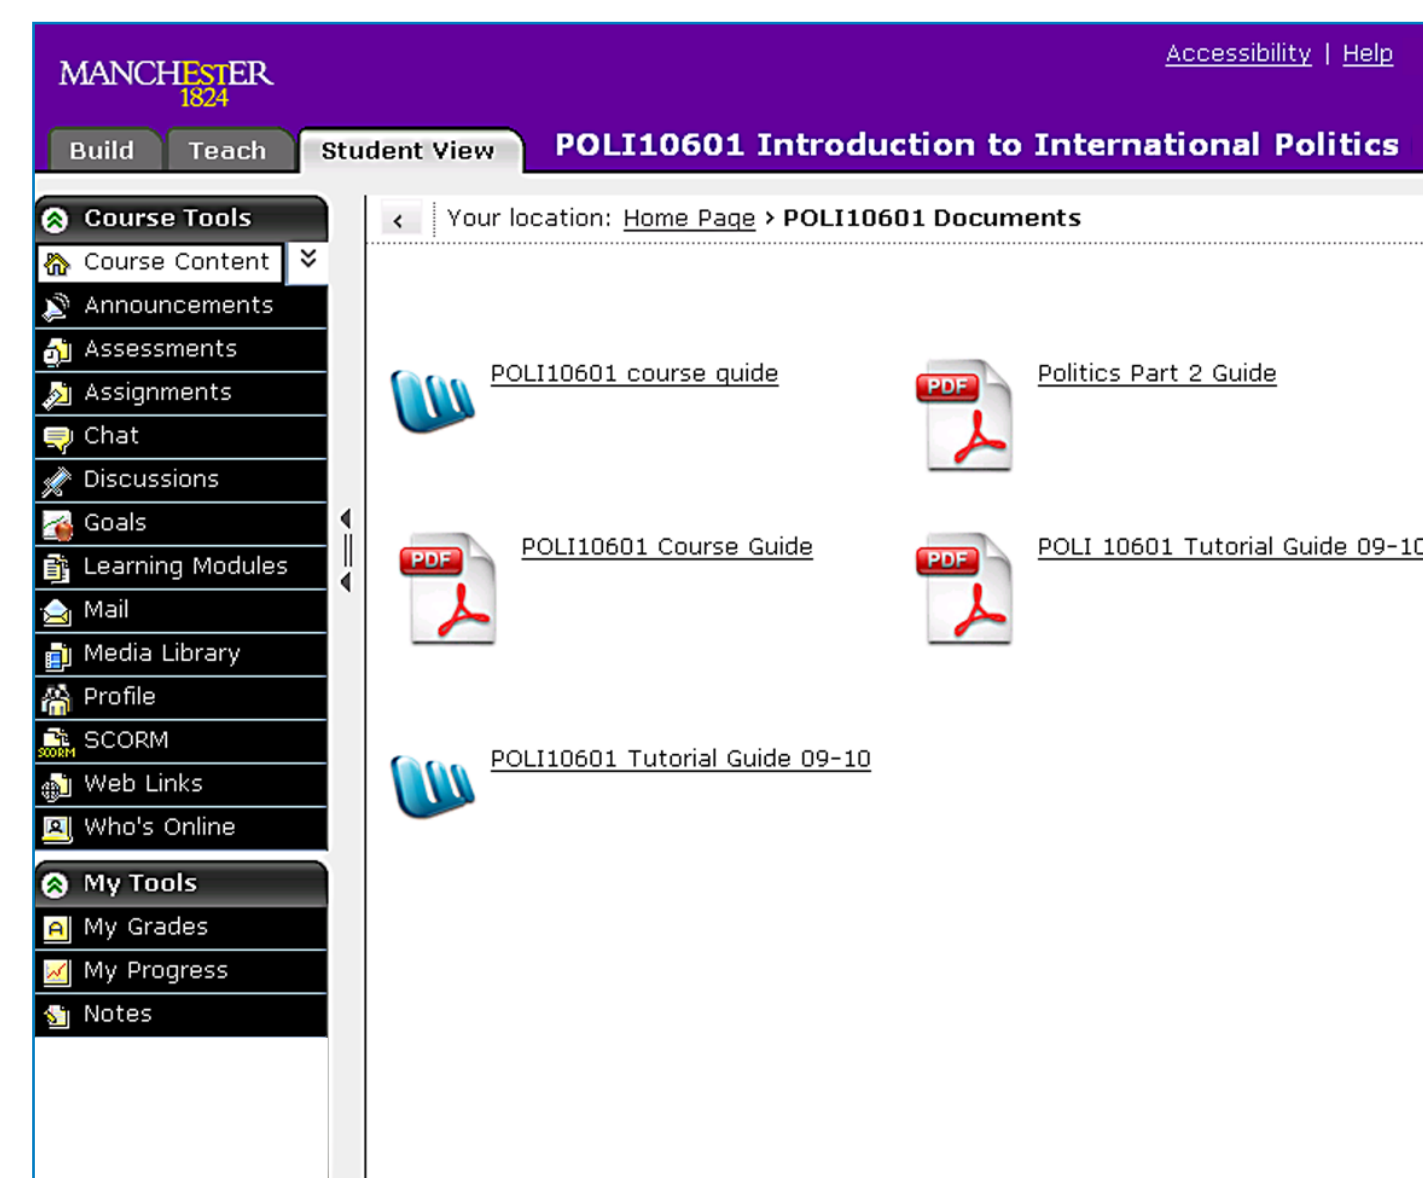 Accessibility | Help
MANCHESTER
1824
Build Teach Student View POLI10601 Introduction to International Politics
Course Tools
Course Content
Announcements
Assessments
Assignments
Chat
Discussions
Goals
Learning Modules
Mail
Media Library
Profile
SCORM
SCORM
Web Links
Who's Online
My Tools
A My Grades
My Progress
Notes
‹ Your location: Home Page › POLI10601 Documents
POLI10601 course guide
PDF Politics Part 2 Guide
PDF POLI10601 Course Guide
PDF POLI 10601 Tutorial Guide 09-10
POLI10601 Tutorial Guide 09-10